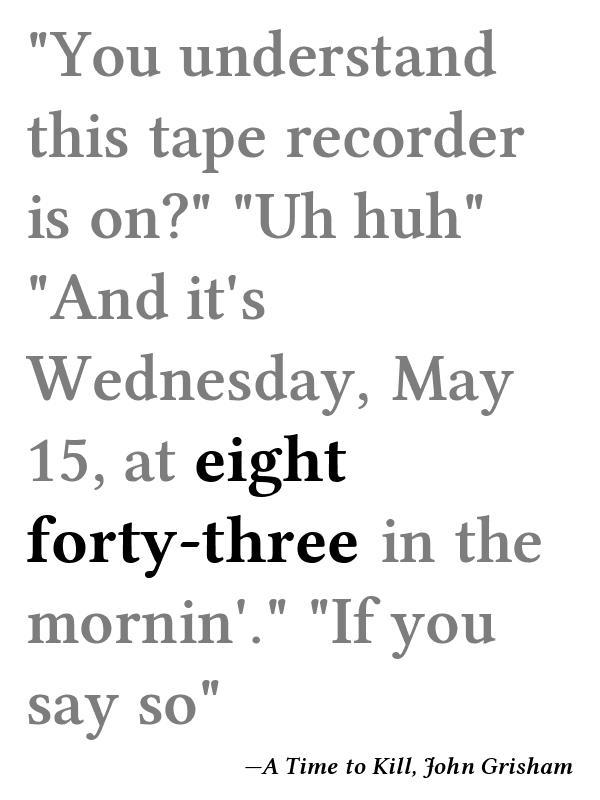 "You understand
this tape recorder
is on?" "Uh huh"
"And it's
Wednesday, May
15, at eight
forty-three in the
mornin'." "If you
say so"
—A Time to Kill, John Grisham